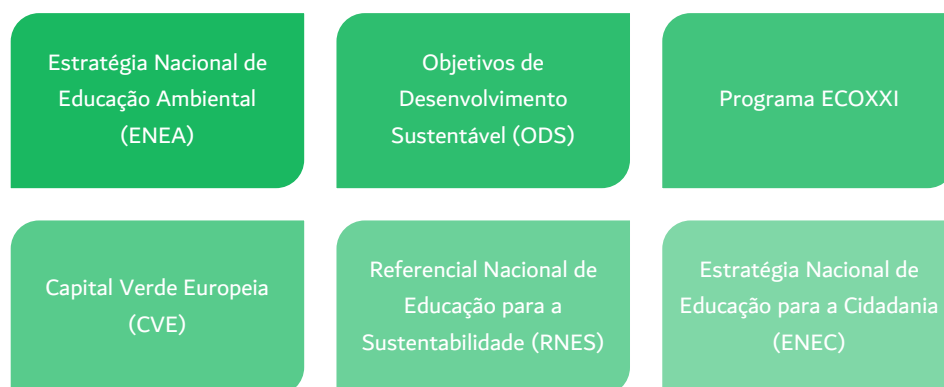 Estratégia Nacional de
Educação Ambiental
(ENEA)
Objetivos de
Desenvolvimento
Sustentável (ODS)
Programa ECOXXI
Capital Verde Europeia
(CVE)
Referencial Nacional de
Educação para a
Sustentabilidade (RNES)
Estratégia Nacional de
Educação para a Cidadania
(ENEC)